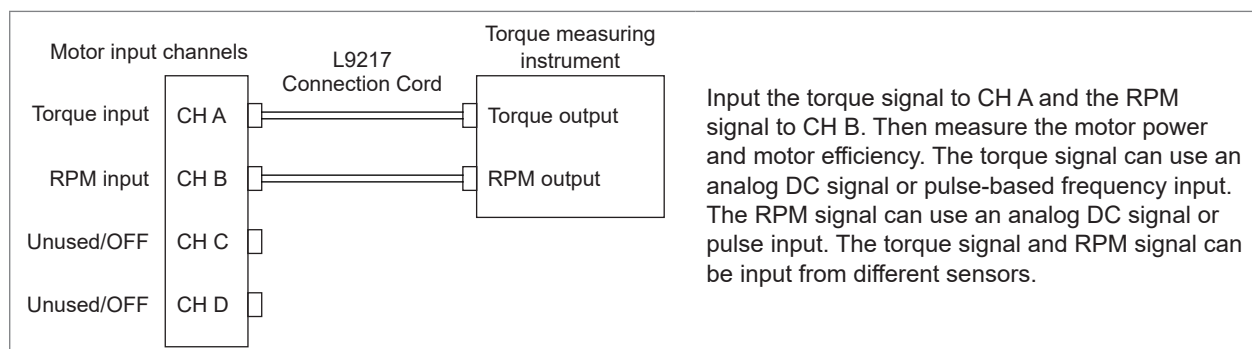 Motor input channels
L9217
Connection Cord
Torque measuring
instrument
Torque input
CH A
Torque output
RPM input
CH B
RPM output
Unused/OFF
CH C
Unused/OFF
CH D
Input the torque signal to CH A and the RPM
signal to CH B. Then measure the motor power
and motor efficiency. The torque signal can use an
analog DC signal or pulse-based frequency input.
The RPM signal can use an analog DC signal or
pulse input. The torque signal and RPM signal can
be input from different sensors.